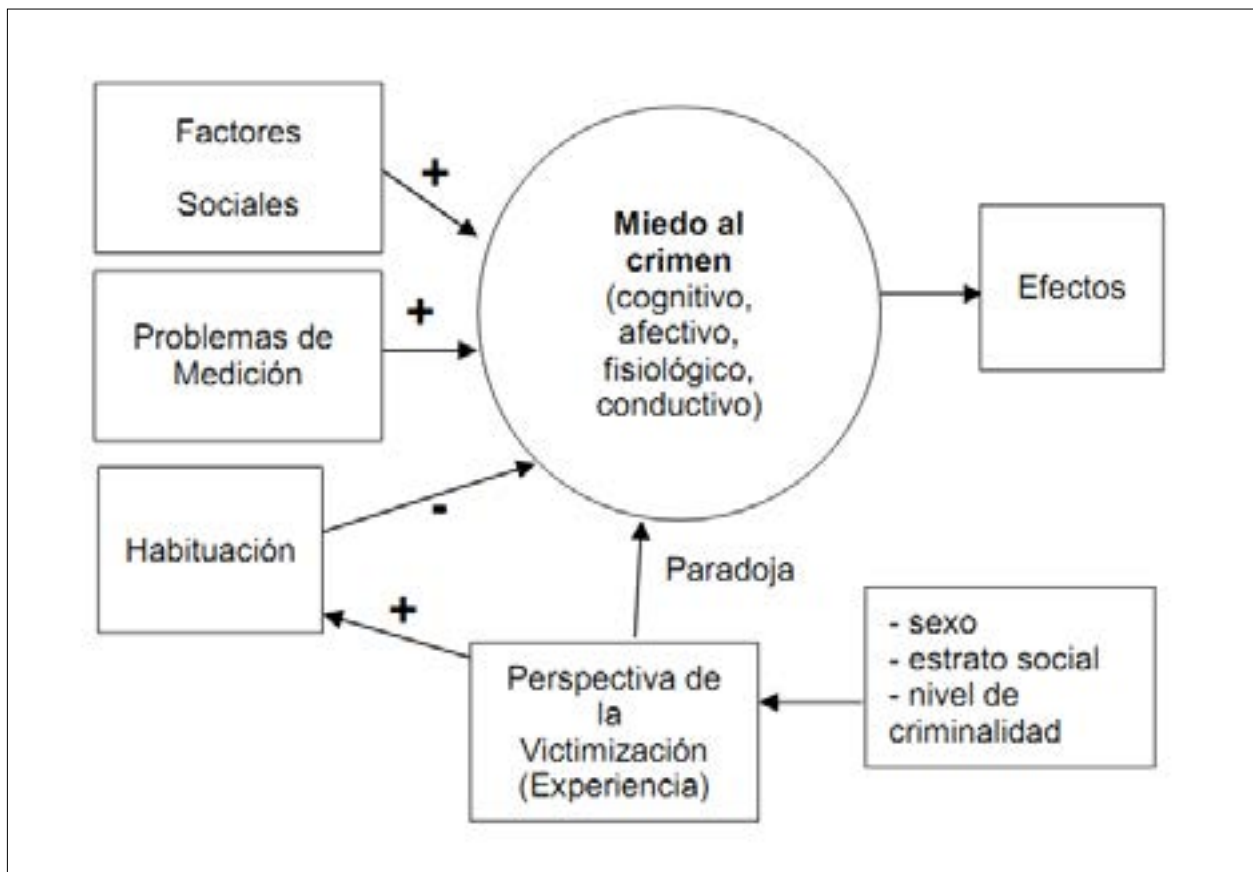 Factores
Sociales
+
Miedo al
crimen
(cognitivo,
afectivo,
fisiológico,
conductivo)
Efectos
Problemas de
Medición
+
Habituación
-
+
Paradoja
Perspectiva de
la
Victimización
(Experiencia)
- sexo
- estrato social
- nivel de
criminalidad